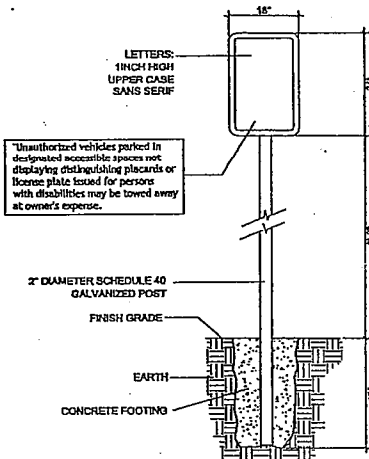 18"
LETTERS:
1INCH HIGH
UPPER CASE
SANS SERIF
"Unauthorized vehicles parked in
designated accessible spaces not
displaying distinguishing placards or
license plate issued for persons
with disabilities may be towed away
at owner's expense.
2" DIAMETER SCHEDULE 40
GALVANIZED POST
FINISH GRADE
EARTH
CONCRETE FOOTING